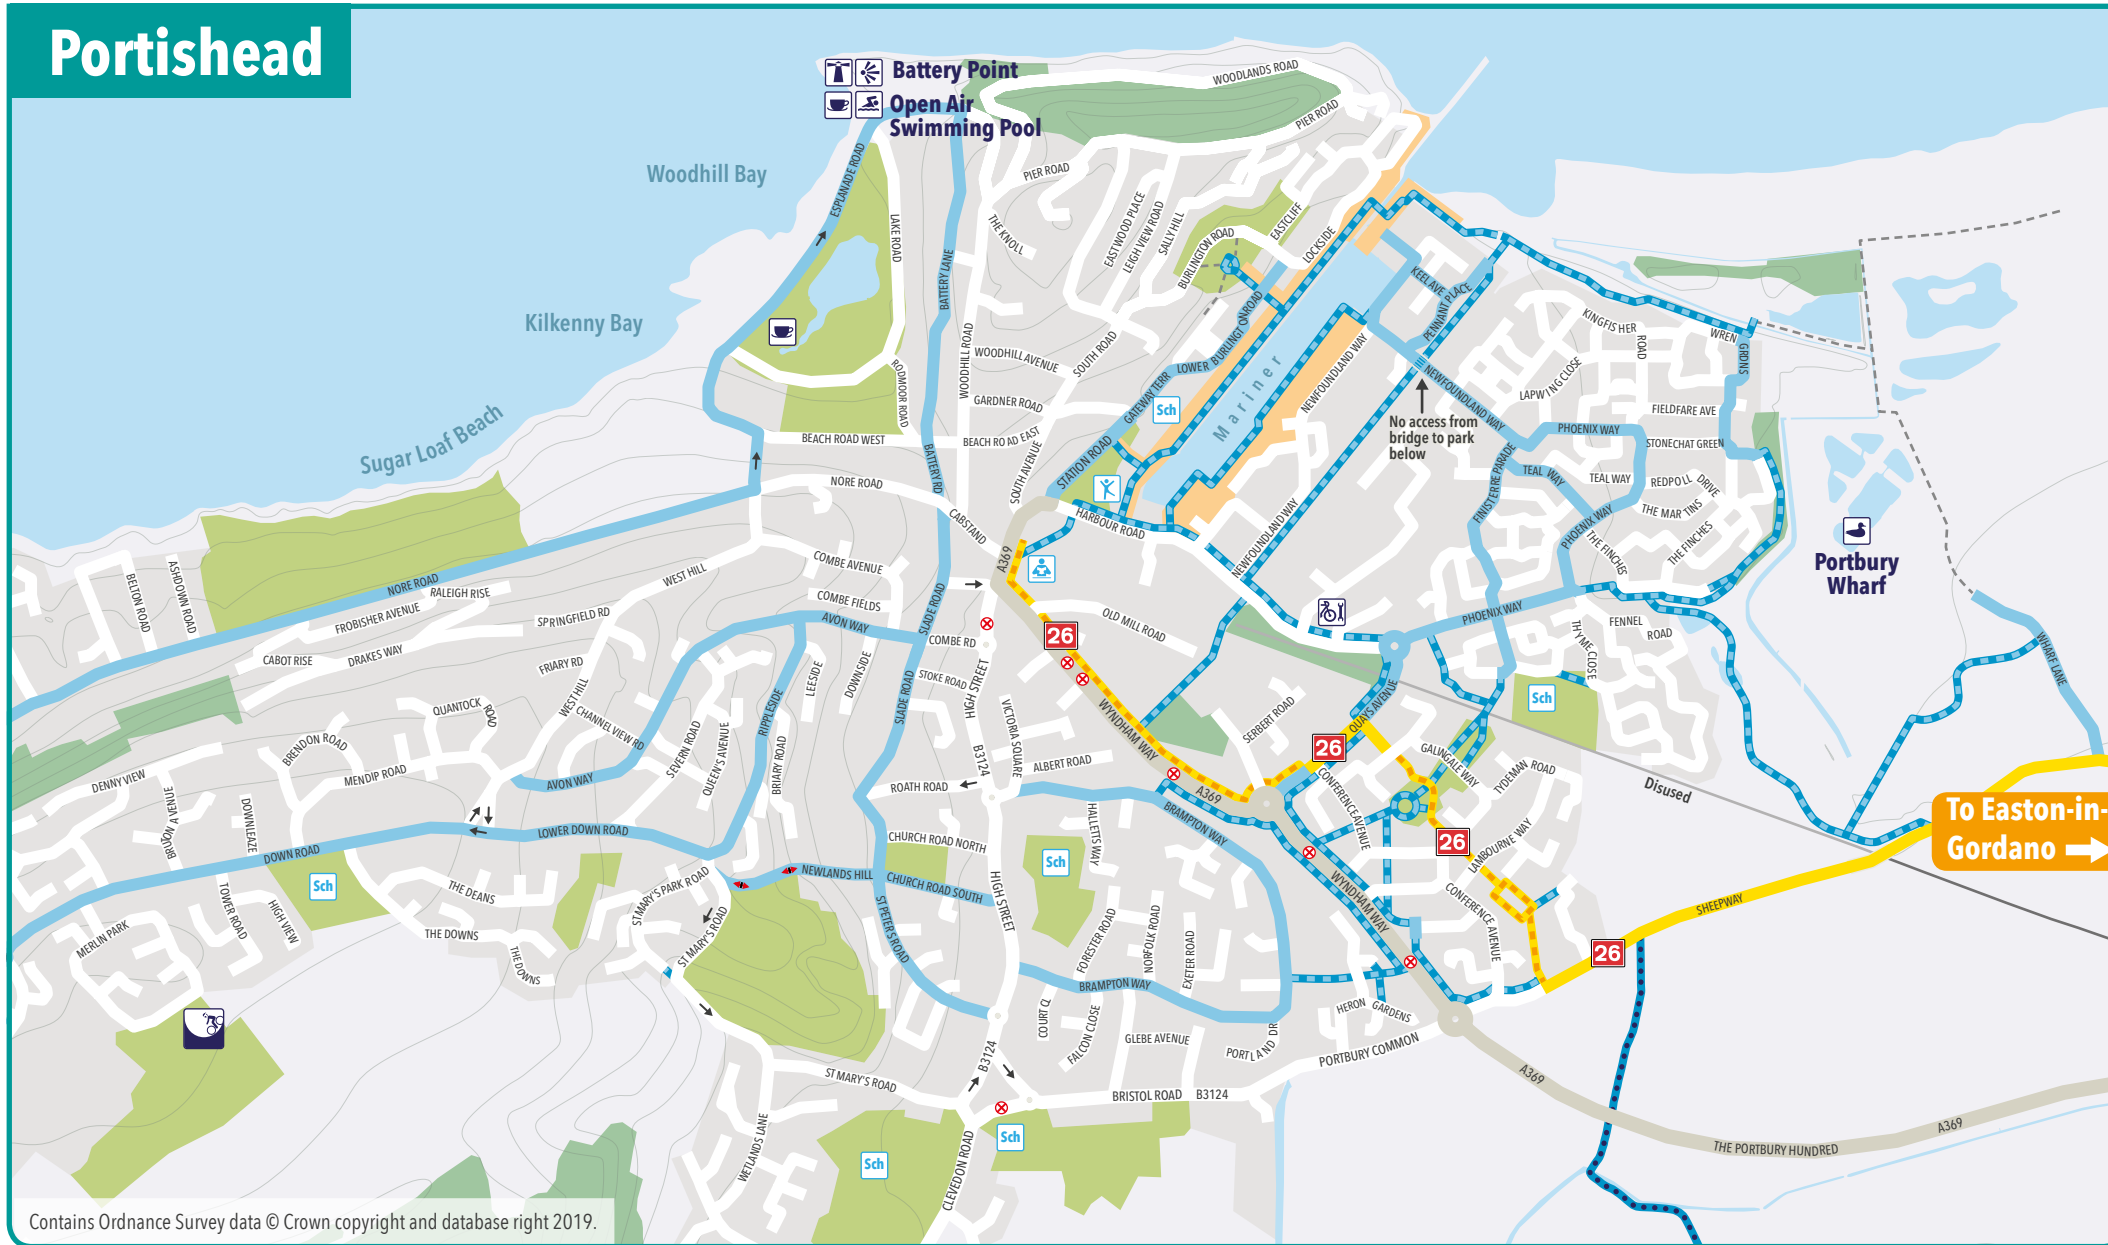 Portishead
Battery Point
Open Air
Swimming Pool
Woodhill Bay
Kilkenny Bay
Sugar Loaf Beach
WOODLANDS ROAD
PIER ROAD
PIER ROAD
ESPLANADE ROAD
LAKE ROAD
BATTERY LANE
THE KNOLL
EASTWOOD PLACE
LEIGH VIEW ROAD
SALLY HILL
BURLINGTON ROAD
EASTCLIFF
LOCKSIDE
KEEL AVE
PENNANT PLACE
Mariner
LOWER BURLINGTON ROAD
GATEWAY TERR
STATION ROAD
WOODHILL ROAD
WOODHILL AVENUE
SOUTH ROAD
GARDNER ROAD
RODMOOR ROAD
BEACH ROAD WEST
BEACH ROAD EAST
SOUTH AVENUE
BATTERY RD
NORE ROAD
CABSTAND
A369
HARBOUR ROAD
NEWFOUNDLAND WAY
NEWFOUNDLAND WAY
NEWFOUNDLAND WAY
No access from
bridge to park
below
KINGFISHER
ROAD
WREN
GRDNS
LAPWING CLOSE
FIELDFARE AVE
PHOENIX WAY
STONECHAT GREEN
FINISTERRE PARADE
TEAL WAY
TEAL WAY
REDPOLL DRIVE
THE MARTINS
PHOENIX WAY
THE FINCHES
THE FINCHES
PHOENIX WAY
FENNEL
ROAD
THYME CLOSE
Portbury
Wharf
WHARF LANE
Sch
Sch
Sch
Sch
Sch
Sch
BELTON ROAD
ASHDOWN ROAD
NORE ROAD
RALEIGH RISE
FROBISHER AVENUE
CABOT RISE
DRAKES WAY
SPRINGFIELD RD
WEST HILL
WEST HILL
FRIARY RD
COMBE AVENUE
COMBE FIELDS
AVON WAY
SLADE ROAD
SLADE ROAD
COMBE RD
STOKE ROAD
HIGH STREET
OLD MILL ROAD
26
26
26
26
QUANTOCK
ROAD
CHANNEL VIEW RD
SEVERN ROAD
QUEEN'S AVENUE
RIPPLESIDE
BRIARY ROAD
LEESIDE
DOWNSIDE
BRENDON ROAD
MENDIP ROAD
DENNY VIEW
BRUTON AVENUE
DOWNLEAZE
AVON WAY
LOWER DOWN ROAD
DOWN ROAD
B3124
VICTORIA SQUARE
ROATH ROAD
ALBERT ROAD
WYNDHAM WAY
A369
SERBERT ROAD
QUAYS AVENUE
GALINGALE WAY
TYDEMAN ROAD
CONFERENCE AVENUE
LAMBOURNE WAY
CONFERENCE AVENUE
WYNDHAM WAY
Disused
To Easton-in-
Gordano
SHEEPWAY
CHURCH ROAD NORTH
CHURCH ROAD SOUTH
NEWLANDS HILL
HALLETTS WAY
BRAMPTON WAY
HIGH STREET
ST PETERS ROAD
ST MARY'S PARK ROAD
ST MARY'S ROAD
THE DEANS
THE DOWNS
THE DOWNS
TOWER ROAD
HIGH VIEW
MERLIN PARK
FORESTER ROAD
NORFOLK ROAD
EXETER ROAD
BRAMPTON WAY
COURT CL
FALCON CLOSE
GLEBE AVENUE
PORTLAND DR
HERON GARDENS
PORTBURY COMMON
B3124
ST MARY'S ROAD
BRISTOL ROAD B3124
WETLANDS LANE
CLEVEDON ROAD
A369
THE PORTBURY HUNDRED
A369
Contains Ordnance Survey data © Crown copyright and database right 2019.